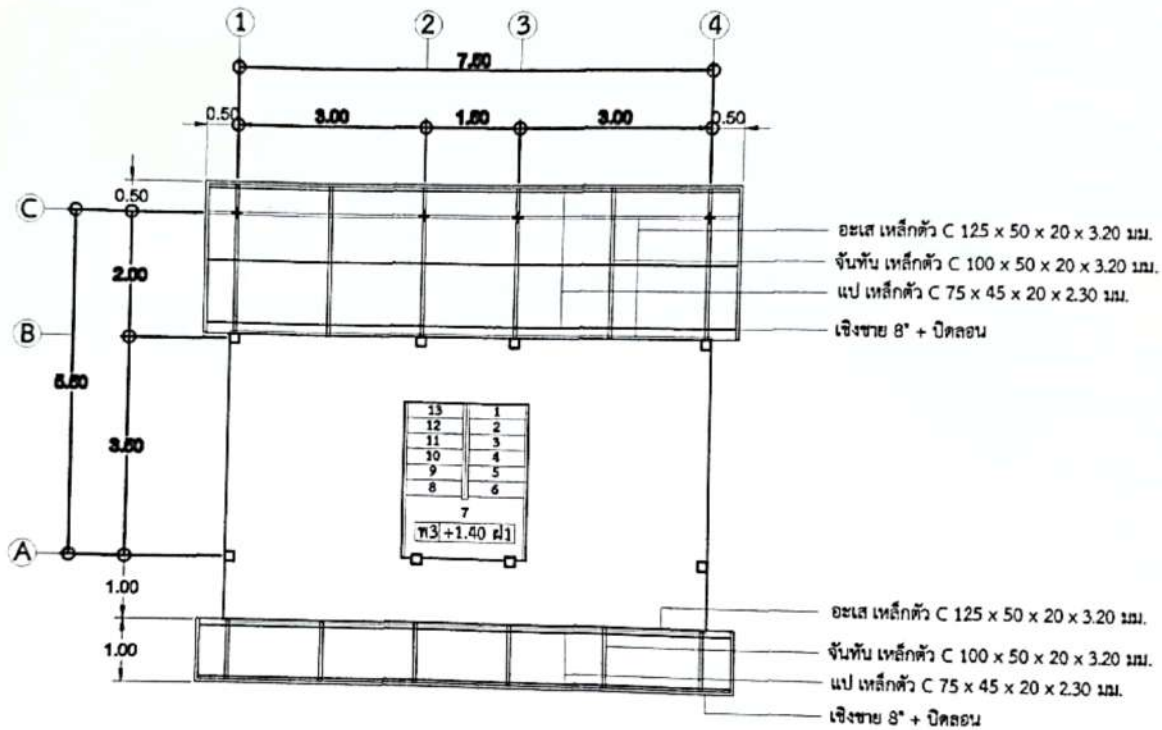 1 2 3 4
7.50
0.50 3.00 1.50 3.00 0.50
0.50
C
อะเส เหล็กตัว C 125 x 50 x 20 x 3.20 มม.
จันทัน เหล็กตัว C 100 x 50 x 20 x 3.20 มม.
2.00
แป เหล็กตัว C 75 x 45 x 20 x 2.30 มม.
B
เชิงชาย 8" + ปิดลอน
5.50
3.50
13 1
12 2
11 3
10 4
9 5
8 6
7
พ3 +1.40 ฝ1
A
1.00
อะเส เหล็กตัว C 125 x 50 x 20 x 3.20 มม.
1.00
จันทัน เหล็กตัว C 100 x 50 x 20 x 3.20 มม.
แป เหล็กตัว C 75 x 45 x 20 x 2.30 มม.
เชิงชาย 8" + ปิดลอน